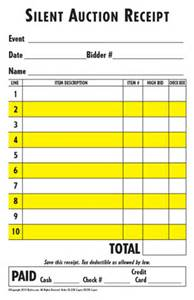 SILENT AUCTION RECEIPT
Event
Date Bidder #
Name
LINE ITEM DESCRIPTION ITEM # HIGH BID CHECK BOX
1
2
3
4
5
6
7
8
9
10
TOTAL
Save this receipt. Tax deductible as allowed by law.
PAID Cash Check # Credit Card